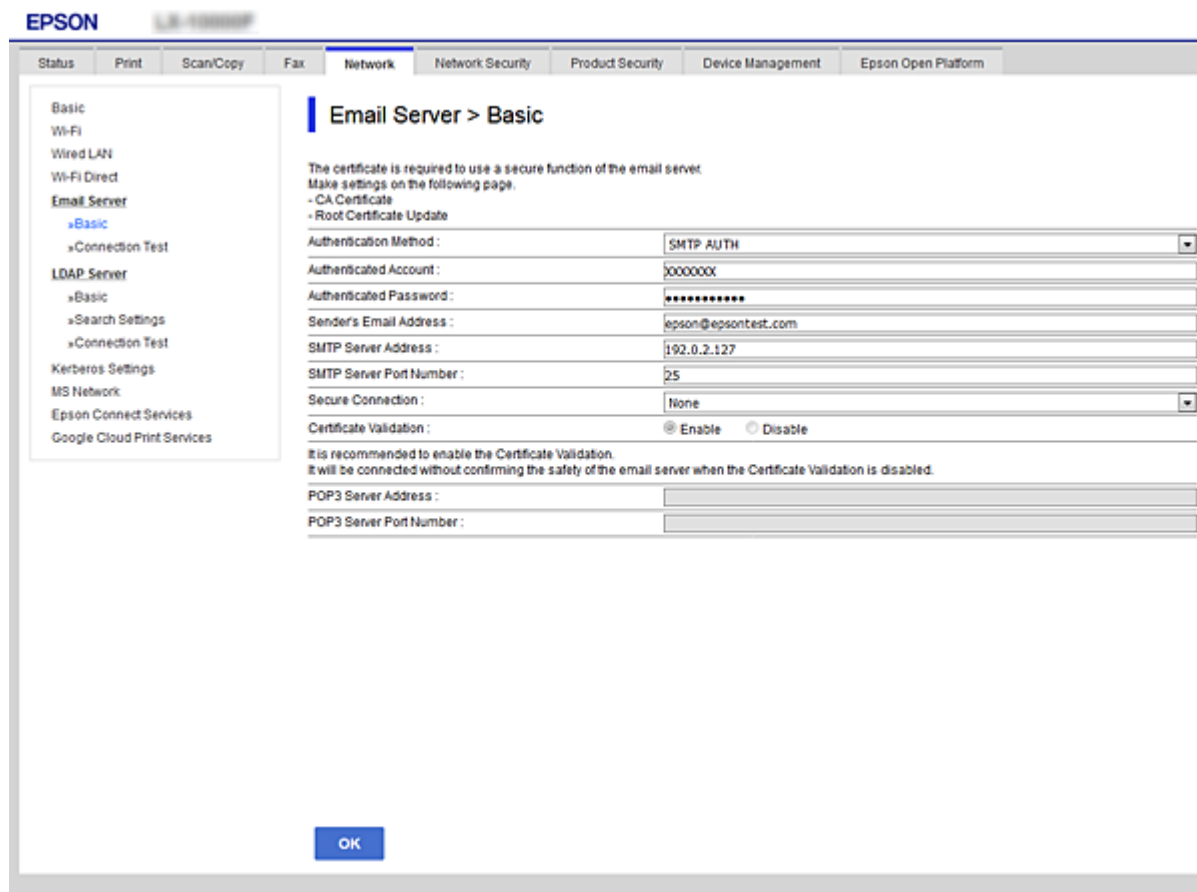 EPSON
Status Print Scan/Copy Fax Network Network Security Product Security Device Management Epson Open Platform
Basic
Wi-Fi
Wired LAN
Wi-Fi Direct
Email Server
»Basic
»Connection Test
LDAP Server
»Basic
»Search Settings
»Connection Test
Kerberos Settings
MS Network
Epson Connect Services
Google Cloud Print Services
Email Server > Basic
The certificate is required to use a secure function of the email server.
Make settings on the following page.
- CA Certificate
- Root Certificate Update
Authentication Method : SMTP AUTH
Authenticated Account : XXXXXXX
Authenticated Password : •••••••••••
Sender's Email Address : epson@epsontest.com
SMTP Server Address : 192.0.2.127
SMTP Server Port Number : 25
Secure Connection : None
Certificate Validation : Enable Disable
It is recommended to enable the Certificate Validation.
It will be connected without confirming the safety of the email server when the Certificate Validation is disabled.
POP3 Server Address :
POP3 Server Port Number :
OK